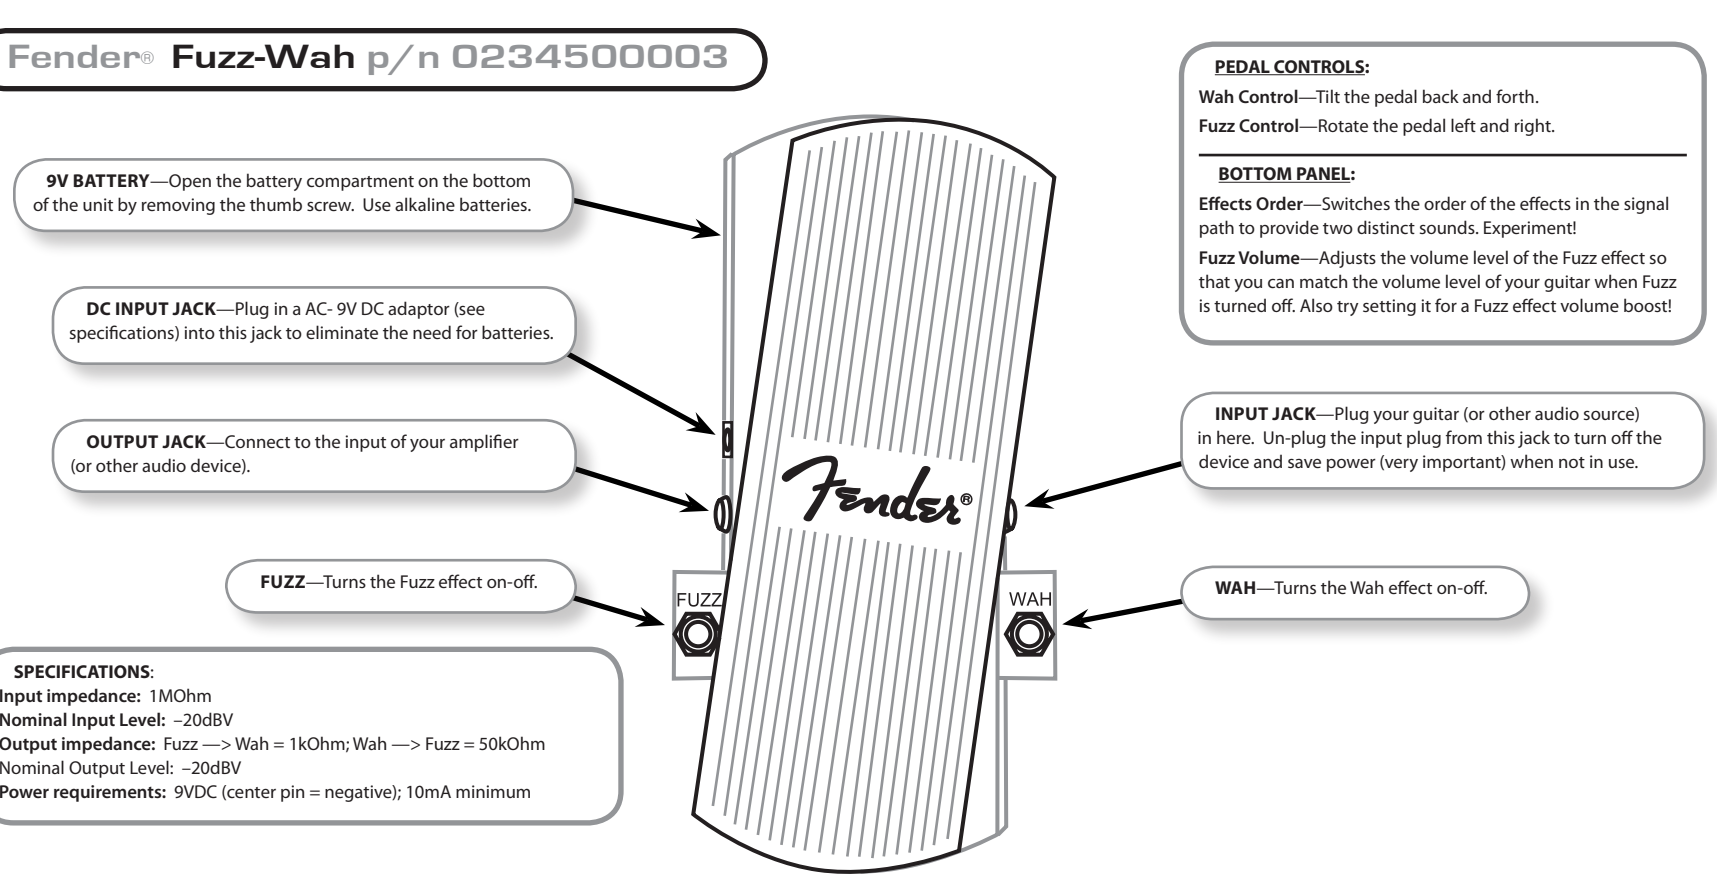 Fender® Fuzz-Wah p/n 0234500003
9V BATTERY—Open the battery compartment on the bottom
of the unit by removing the thumb screw.  Use alkaline batteries.
DC INPUT JACK—Plug in a AC- 9V DC adaptor (see
specifications) into this jack to eliminate the need for batteries.
OUTPUT JACK—Connect to the input of your amplifier
(or other audio device).
FUZZ—Turns the Fuzz effect on-off.
SPECIFICATIONS:
Input impedance:  1MOhm
Nominal Input Level:  –20dBV
Output impedance:  Fuzz —> Wah = 1kOhm; Wah —> Fuzz = 50kOhm
Nominal Output Level:  –20dBV
Power requirements:  9VDC (center pin = negative); 10mA minimum
Fender®
FUZZ
WAH
PEDAL CONTROLS:
Wah Control—Tilt the pedal back and forth.
Fuzz Control—Rotate the pedal left and right.
BOTTOM PANEL:
Effects Order—Switches the order of the effects in the signal
path to provide two distinct sounds. Experiment!
Fuzz Volume—Adjusts the volume level of the Fuzz effect so
that you can match the volume level of your guitar when Fuzz
is turned off. Also try setting it for a Fuzz effect volume boost!
INPUT JACK—Plug your guitar (or other audio source)
in here.  Un-plug the input plug from this jack to turn off the
device and save power (very important) when not in use.
WAH—Turns the Wah effect on-off.